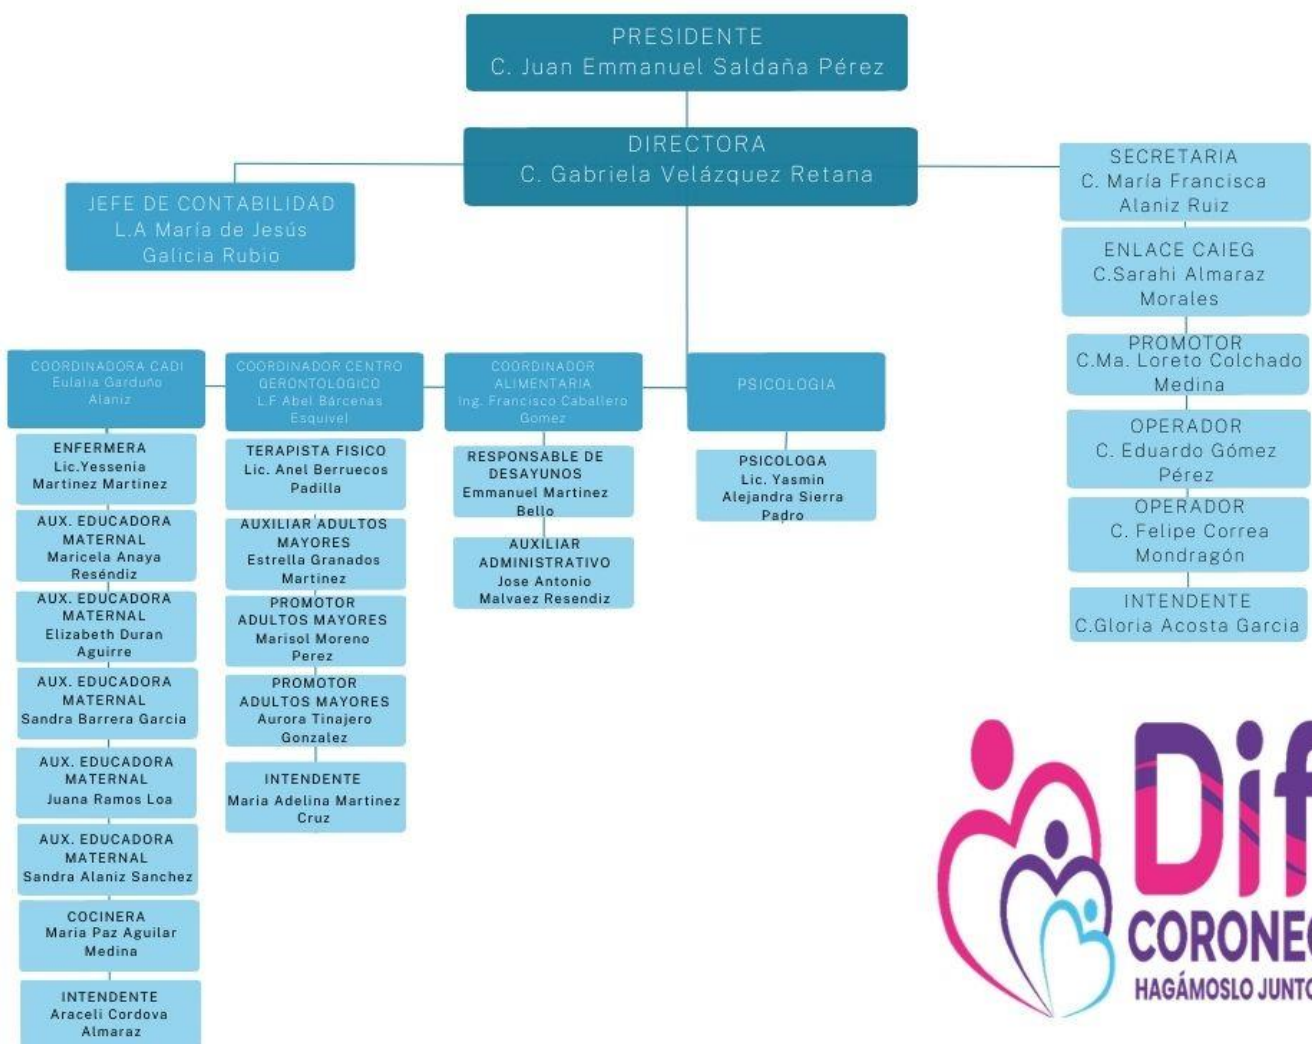 PRESIDENTE
C. Juan Emmanuel Saldaña Pérez
DIRECTORA
C. Gabriela Velázquez Retana
JEFE DE CONTABILIDAD
L.A María de Jesús
Galicia Rubio
SECRETARIA
C. María Francisca
Alaniz Ruiz
ENLACE CAIEG
C.Sarahi Almaraz
Morales
PROMOTOR
C.Ma. Loreto Colchado
Medina
OPERADOR
C. Eduardo Gómez
Pérez
OPERADOR
C. Felipe Correa
Mondragón
INTENDENTE
C.Gloria Acosta Garcia
COORDINADORA CADI
Eulalia Garduño
Alaniz
ENFERMERA
Lic.Yessenia
Martinez Martinez
AUX. EDUCADORA
MATERNAL
Maricela Anaya
Reséndiz
AUX. EDUCADORA
MATERNAL
Elizabeth Duran
Aguirre
AUX. EDUCADORA
MATERNAL
Sandra Barrera Garcia
AUX. EDUCADORA
MATERNAL
Juana Ramos Loa
AUX. EDUCADORA
MATERNAL
Sandra Alaniz Sanchez
COCINERA
Maria Paz Aguilar
Medina
INTENDENTE
Araceli Cordova
Almaraz
COORDINADOR CENTRO
GERONTOLOGICO
L.F Abel Bárcenas
Esquivel
TERAPISTA FISICO
Lic. Anel Berruecos
Padilla
AUXILIAR ADULTOS
MAYORES
Estrella Granados
Martinez
PROMOTOR
ADULTOS MAYORES
Marisol Moreno
Perez
PROMOTOR
ADULTOS MAYORES
Aurora Tinajero
Gonzalez
INTENDENTE
Maria Adelina Martinez
Cruz
COORDINADOR
ALIMENTARIA
Ing. Francisco Caballero
Gomez
RESPONSABLE DE
DESAYUNOS
Emmanuel Martinez
Bello
AUXILIAR
ADMINISTRATIVO
Jose Antonio
Malvaez Resendiz
PSICOLOGIA
PSICOLOGA
Lic. Yasmin
Alejandra Sierra
Padro
Dif
CORONE
HAGÁMOSLO JUNTO